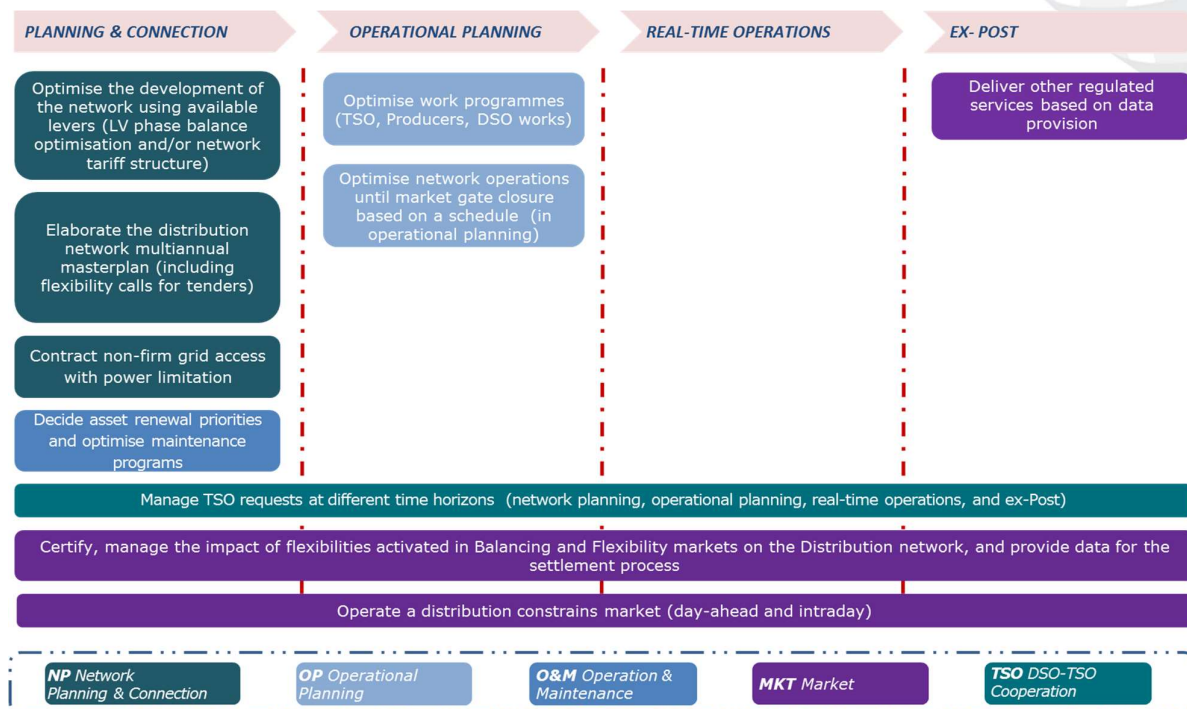 PLANNING & CONNECTION
OPERATIONAL PLANNING
REAL-TIME OPERATIONS
EX- POST
Optimise the development of
the network using available
levers (LV phase balance
optimisation and/or network
tariff structure)
Elaborate the distribution
network multiannual
masterplan (including
flexibility calls for tenders)
Contract non-firm grid access
with power limitation
Decide asset renewal priorities
and optimise maintenance
programs
Optimise work programmes
(TSO, Producers, DSO works)
Optimise network operations
until market gate closure
based on a schedule (in
operational planning)
Deliver other regulated
services based on data
provision
Manage TSO requests at different time horizons (network planning, operational planning, real-time operations, and ex-Post)
Certify, manage the impact of flexibilities activated in Balancing and Flexibility markets on the Distribution network, and provide data for the
settlement process
Operate a distribution constrains market (day-ahead and intraday)
NP Network
Planning & Connection
OP Operational
Planning
O&M Operation &
Maintenance
MKT Market
TSO DSO-TSO
Cooperation